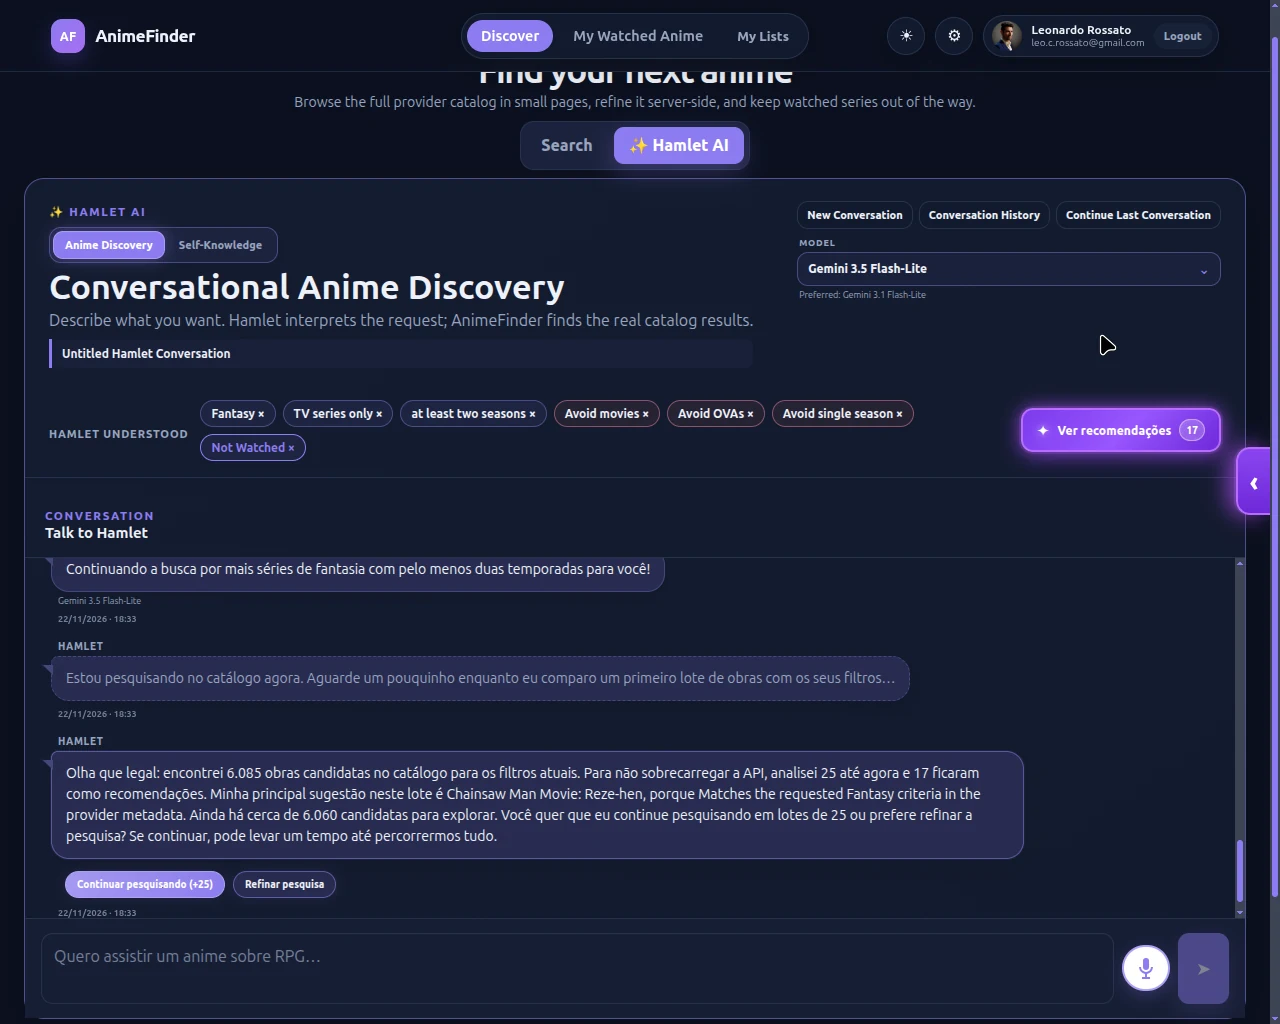 AF AnimeFinder
Discover My Watched Anime My Lists
Leonardo Rossato
leo.c.rossato@gmail.com
Logout
Find your next anime
Browse the full provider catalog in small pages, refine it server-side, and keep watched series out of the way.
Search ✨ Hamlet AI
✨ HAMLET AI
Anime Discovery Self-Knowledge
Conversational Anime Discovery
Describe what you want. Hamlet interprets the request; AnimeFinder finds the real catalog results.
Untitled Hamlet Conversation
New Conversation Conversation History Continue Last Conversation
MODEL
Gemini 3.5 Flash-Lite
Preferred: Gemini 3.1 Flash-Lite
HAMLET UNDERSTOOD
Fantasy × TV series only × at least two seasons × Avoid movies × Avoid OVAs × Avoid single season ×
Not Watched ×
✦ Ver recomendações 17
CONVERSATION
Talk to Hamlet
Continuando a busca por mais séries de fantasia com pelo menos duas temporadas para você!
Gemini 3.5 Flash-Lite
22/11/2026 · 18:33
HAMLET
Estou pesquisando no catálogo agora. Aguarde um pouquinho enquanto eu comparo um primeiro lote de obras com os seus filtros…
22/11/2026 · 18:33
HAMLET
Olha que legal: encontrei 6.085 obras candidatas no catálogo para os filtros atuais. Para não sobrecarregar a API, analisei 25 até agora e 17 ficaram
como recomendações. Minha principal sugestão neste lote é Chainsaw Man Movie: Reze-hen, porque Matches the requested Fantasy criteria in the
provider metadata. Ainda há cerca de 6.060 candidatas para explorar. Você quer que eu continue pesquisando em lotes de 25 ou prefere refinar a
pesquisa? Se continuar, pode levar um tempo até percorrermos tudo.
Continuar pesquisando (+25) Refinar pesquisa
22/11/2026 · 18:33
Quero assistir um anime sobre RPG…